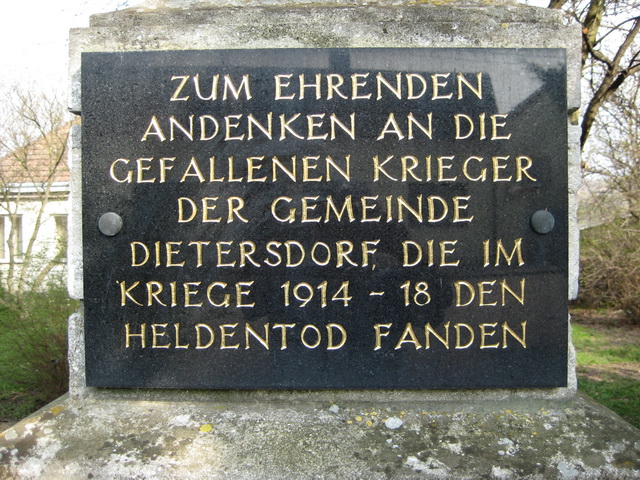 ZUM EHRENDEN
ANDENKEN AN DIE
GEFALLENEN KRIEGER
DER GEMEINDE
DIETERSDORF, DIE IM
KRIEGE 1914 - 18 DEN
HELDENTOD FANDEN